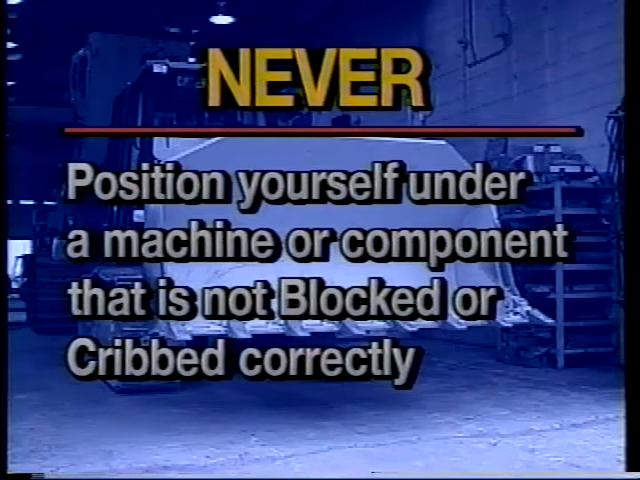 NEVER
Position yourself under
a machine or component
that is not Blocked or
Cribbed correctly